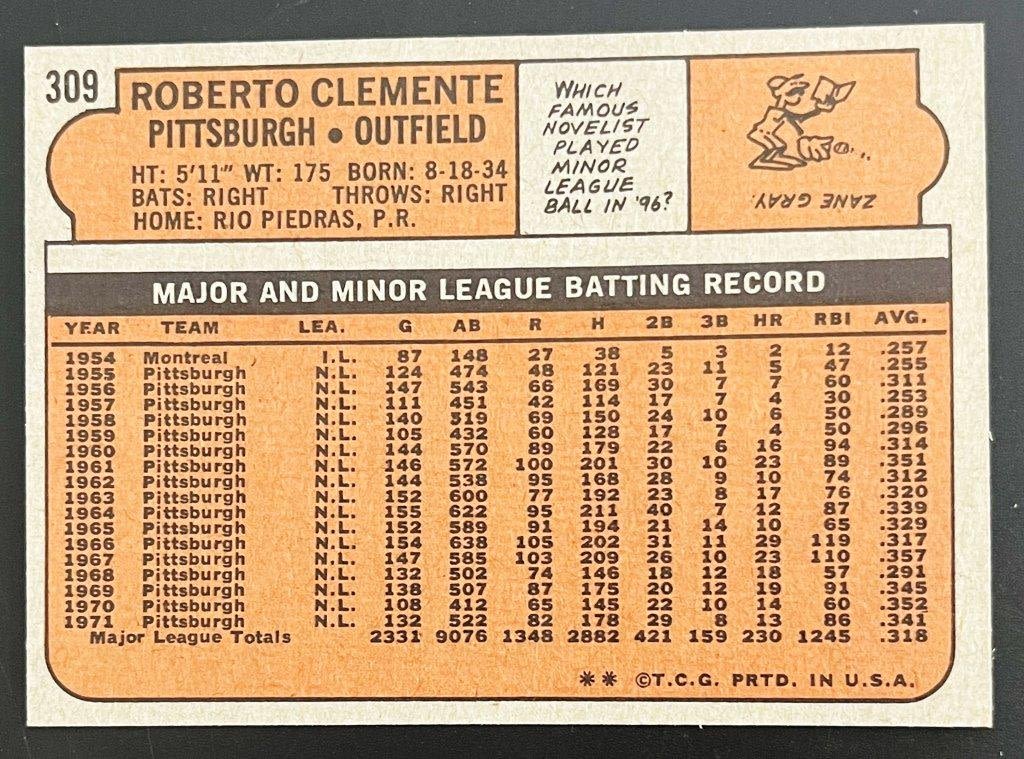 309
ROBERTO CLEMENTE
PITTSBURGH • OUTFIELD
HT: 5'11" WT: 175 BORN: 8-18-34
BATS: RIGHT THROWS: RIGHT
HOME: RIO PIEDRAS, P.R.
WHICH
FAMOUS
NOVELIST
PLAYED
MINOR
LEAGUE
BALL IN '96?
ZANE GRAY.
MAJOR AND MINOR LEAGUE BATTING RECORD
YEAR TEAM LEA. G AB R H 2B 3B HR RBI AVG.
1954 Montreal I.L. 87 148 27 38 5 3 2 12 .257
1955 Pittsburgh N.L. 124 474 48 121 23 11 5 47 .255
1956 Pittsburgh N.L. 147 543 66 169 30 7 7 60 .311
1957 Pittsburgh N.L. 111 451 42 114 17 7 4 30 .253
1958 Pittsburgh N.L. 140 519 69 150 24 10 6 50 .289
1959 Pittsburgh N.L. 105 432 60 128 17 7 4 50 .296
1960 Pittsburgh N.L. 144 570 89 179 22 6 16 94 .314
1961 Pittsburgh N.L. 146 572 100 201 30 10 23 89 .351
1962 Pittsburgh N.L. 144 538 95 168 28 9 10 74 .312
1963 Pittsburgh N.L. 152 600 77 192 23 8 17 76 .320
1964 Pittsburgh N.L. 155 622 95 211 40 7 12 87 .339
1965 Pittsburgh N.L. 152 589 91 194 21 14 10 65 .329
1966 Pittsburgh N.L. 154 638 105 202 31 11 29 119 .317
1967 Pittsburgh N.L. 147 585 103 209 26 10 23 110 .357
1968 Pittsburgh N.L. 132 502 74 146 18 12 18 57 .291
1969 Pittsburgh N.L. 138 507 87 175 20 12 19 91 .345
1970 Pittsburgh N.L. 108 412 65 145 22 10 14 60 .352
1971 Pittsburgh N.L. 132 522 82 178 29 8 13 86 .341
Major League Totals 2331 9076 1348 2882 421 159 230 1245 .318
** ©T.C.G. PRTD. IN U.S.A.